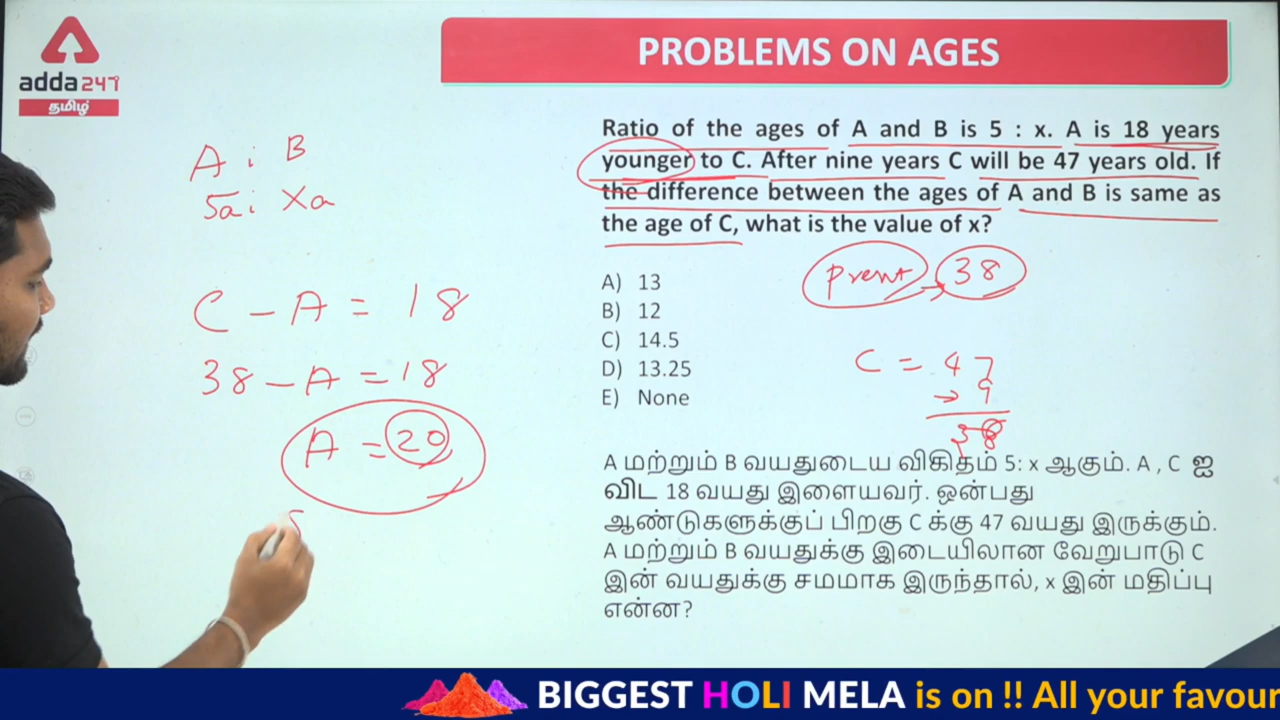 adda247
தமிழ்
PROBLEMS ON AGES
Ratio of the ages of A and B is 5 : x. A is 18 years
younger to C. After nine years C will be 47 years old. If
the difference between the ages of A and B is same as
the age of C, what is the value of x?
A) 13
B) 12
C) 14.5
D) 13.25
E) None
A மற்றும் B வயதுடைய விகிதம் 5: x ஆகும். A , C ஐ
விட 18 வயது இளையவர். ஒன்பது
ஆண்டுகளுக்குப் பிறகு C க்கு 47 வயது இருக்கும்.
A மற்றும் B வயதுக்கு இடையிலான வேறுபாடு C
இன் வயதுக்கு சமமாக இருந்தால், x இன் மதிப்பு
என்ன?
A : B
5a : Xa
C - A = 18
38 - A = 18
A = 20
5
38
C = 47
9
38
BIGGEST HOLI MELA is on !! All your favour